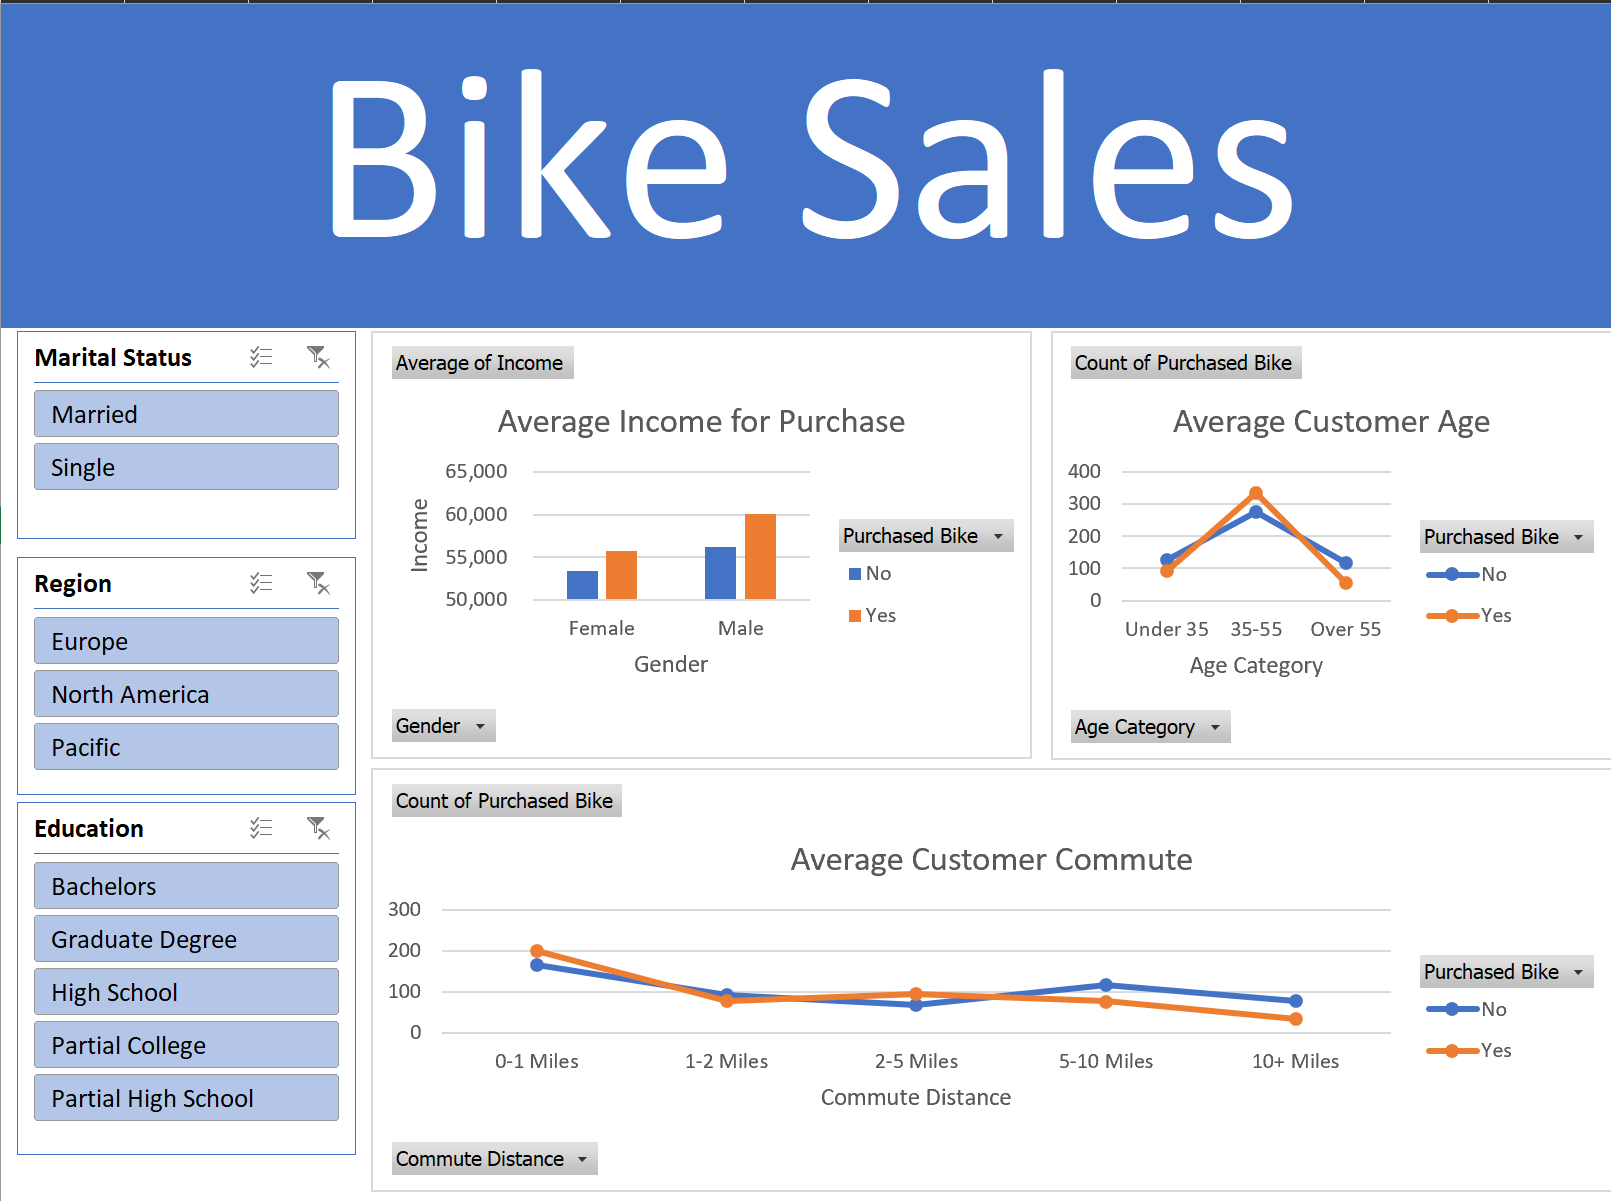 Bike Sales
Marital Status
Married
Single
Region
Europe
North America
Pacific
Education
Bachelors
Graduate Degree
High School
Partial College
Partial High School
Average of Income
Average Income for Purchase
65,000
60,000
55,000
50,000
Income
Female Male
Gender
Purchased Bike
No
Yes
Gender
Count of Purchased Bike
Average Customer Age
400
300
200
100
0
Under 35 35-55 Over 55
Age Category
Purchased Bike
No
Yes
Age Category
Count of Purchased Bike
Average Customer Commute
300
200
100
0
0-1 Miles 1-2 Miles 2-5 Miles 5-10 Miles 10+ Miles
Commute Distance
Purchased Bike
No
Yes
Commute Distance